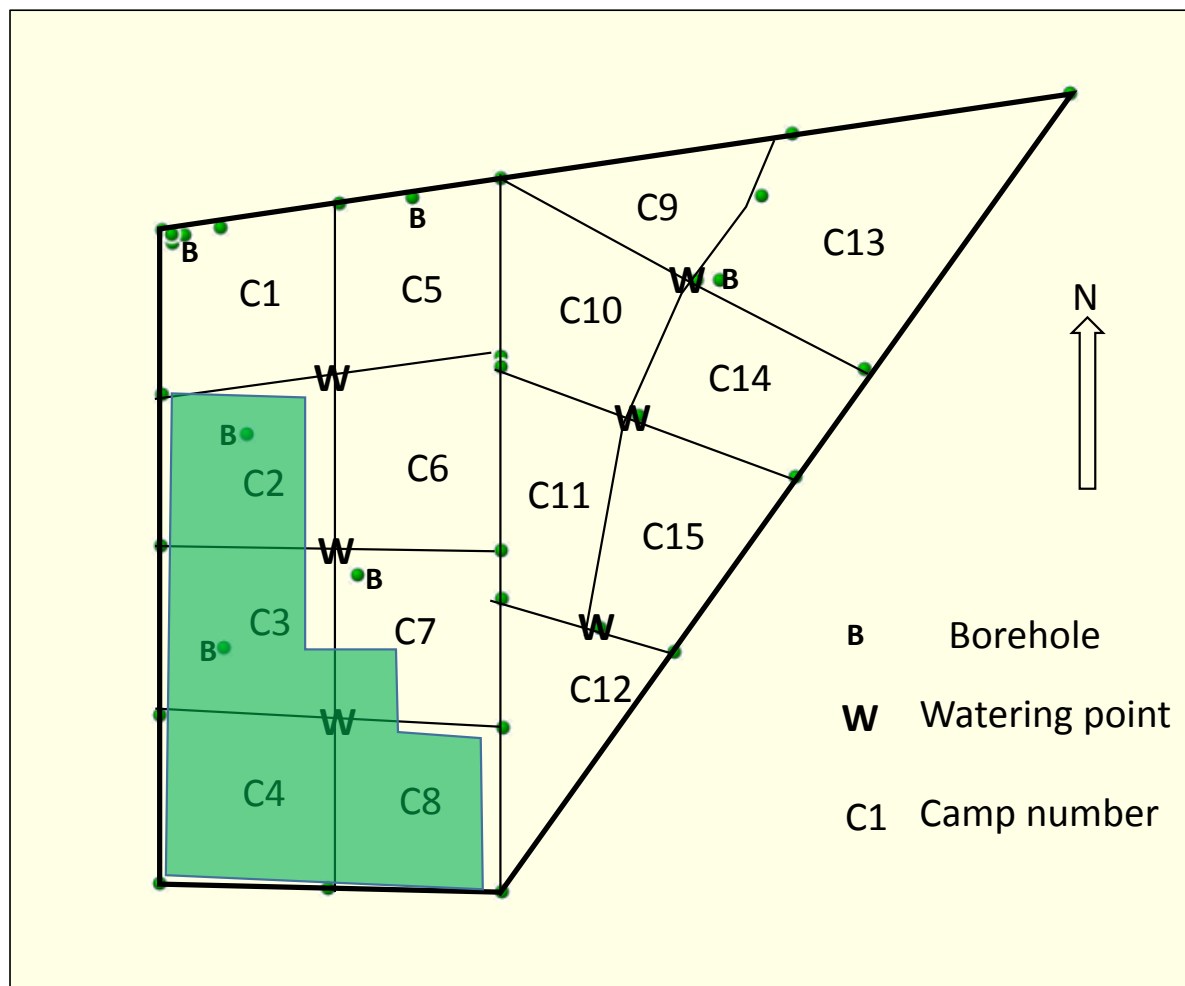 C9
C13
B
B
C1
C5
B
W
B
N
C10
W
C14
W
B
C2
C6
C11
C15
W
B
C3
B
C7
W
C12
W
C4
C8
B Borehole
W Watering point
C1 Camp number